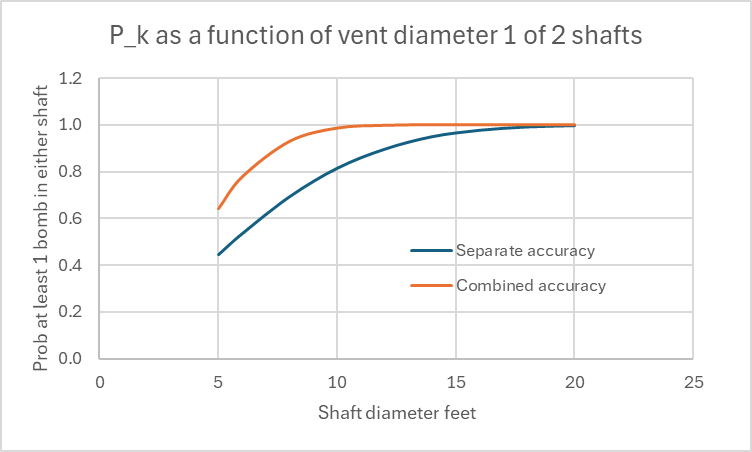 P_k as a function of vent diameter 1 of 2 shafts
Prob at least 1 bomb in either shaft
1.2
1.0
0.8
0.6
0.4
0.2
0.0
Separate accuracy
Combined accuracy
0 5 10 15 20 25
Shaft diameter feet